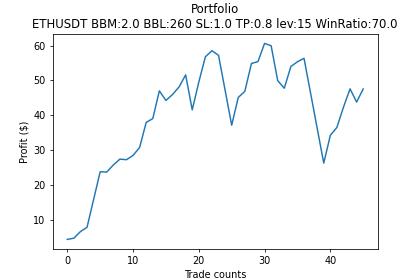 Portfolio
ETHUSDT BBM:2.0 BBL:260 SL:1.0 TP:0.8 lev:15 WinRatio:70.0
60
50
40
30
20
10
Profit ($)
0
10
20
30
40
Trade counts